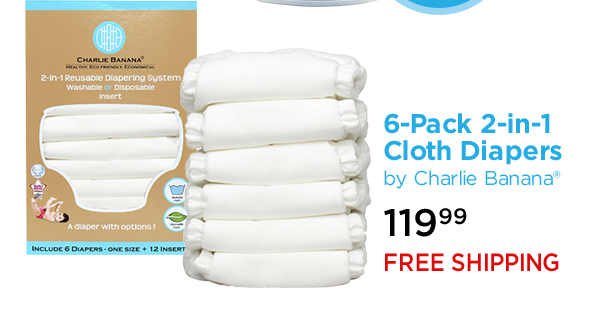 CHARLIE BANANA®
HEALTHY, ECO FRIENDLY, ECONOMICAL
2-in-1 Reusable Diapering System
Washable or Disposable
insert
A diaper with options !
INCLUDE 6 DIAPERS - ONE SIZE + 12 INSERT
6-Pack 2-in-1
Cloth Diapers
by Charlie Banana®
119⁹⁹
FREE SHIPPING